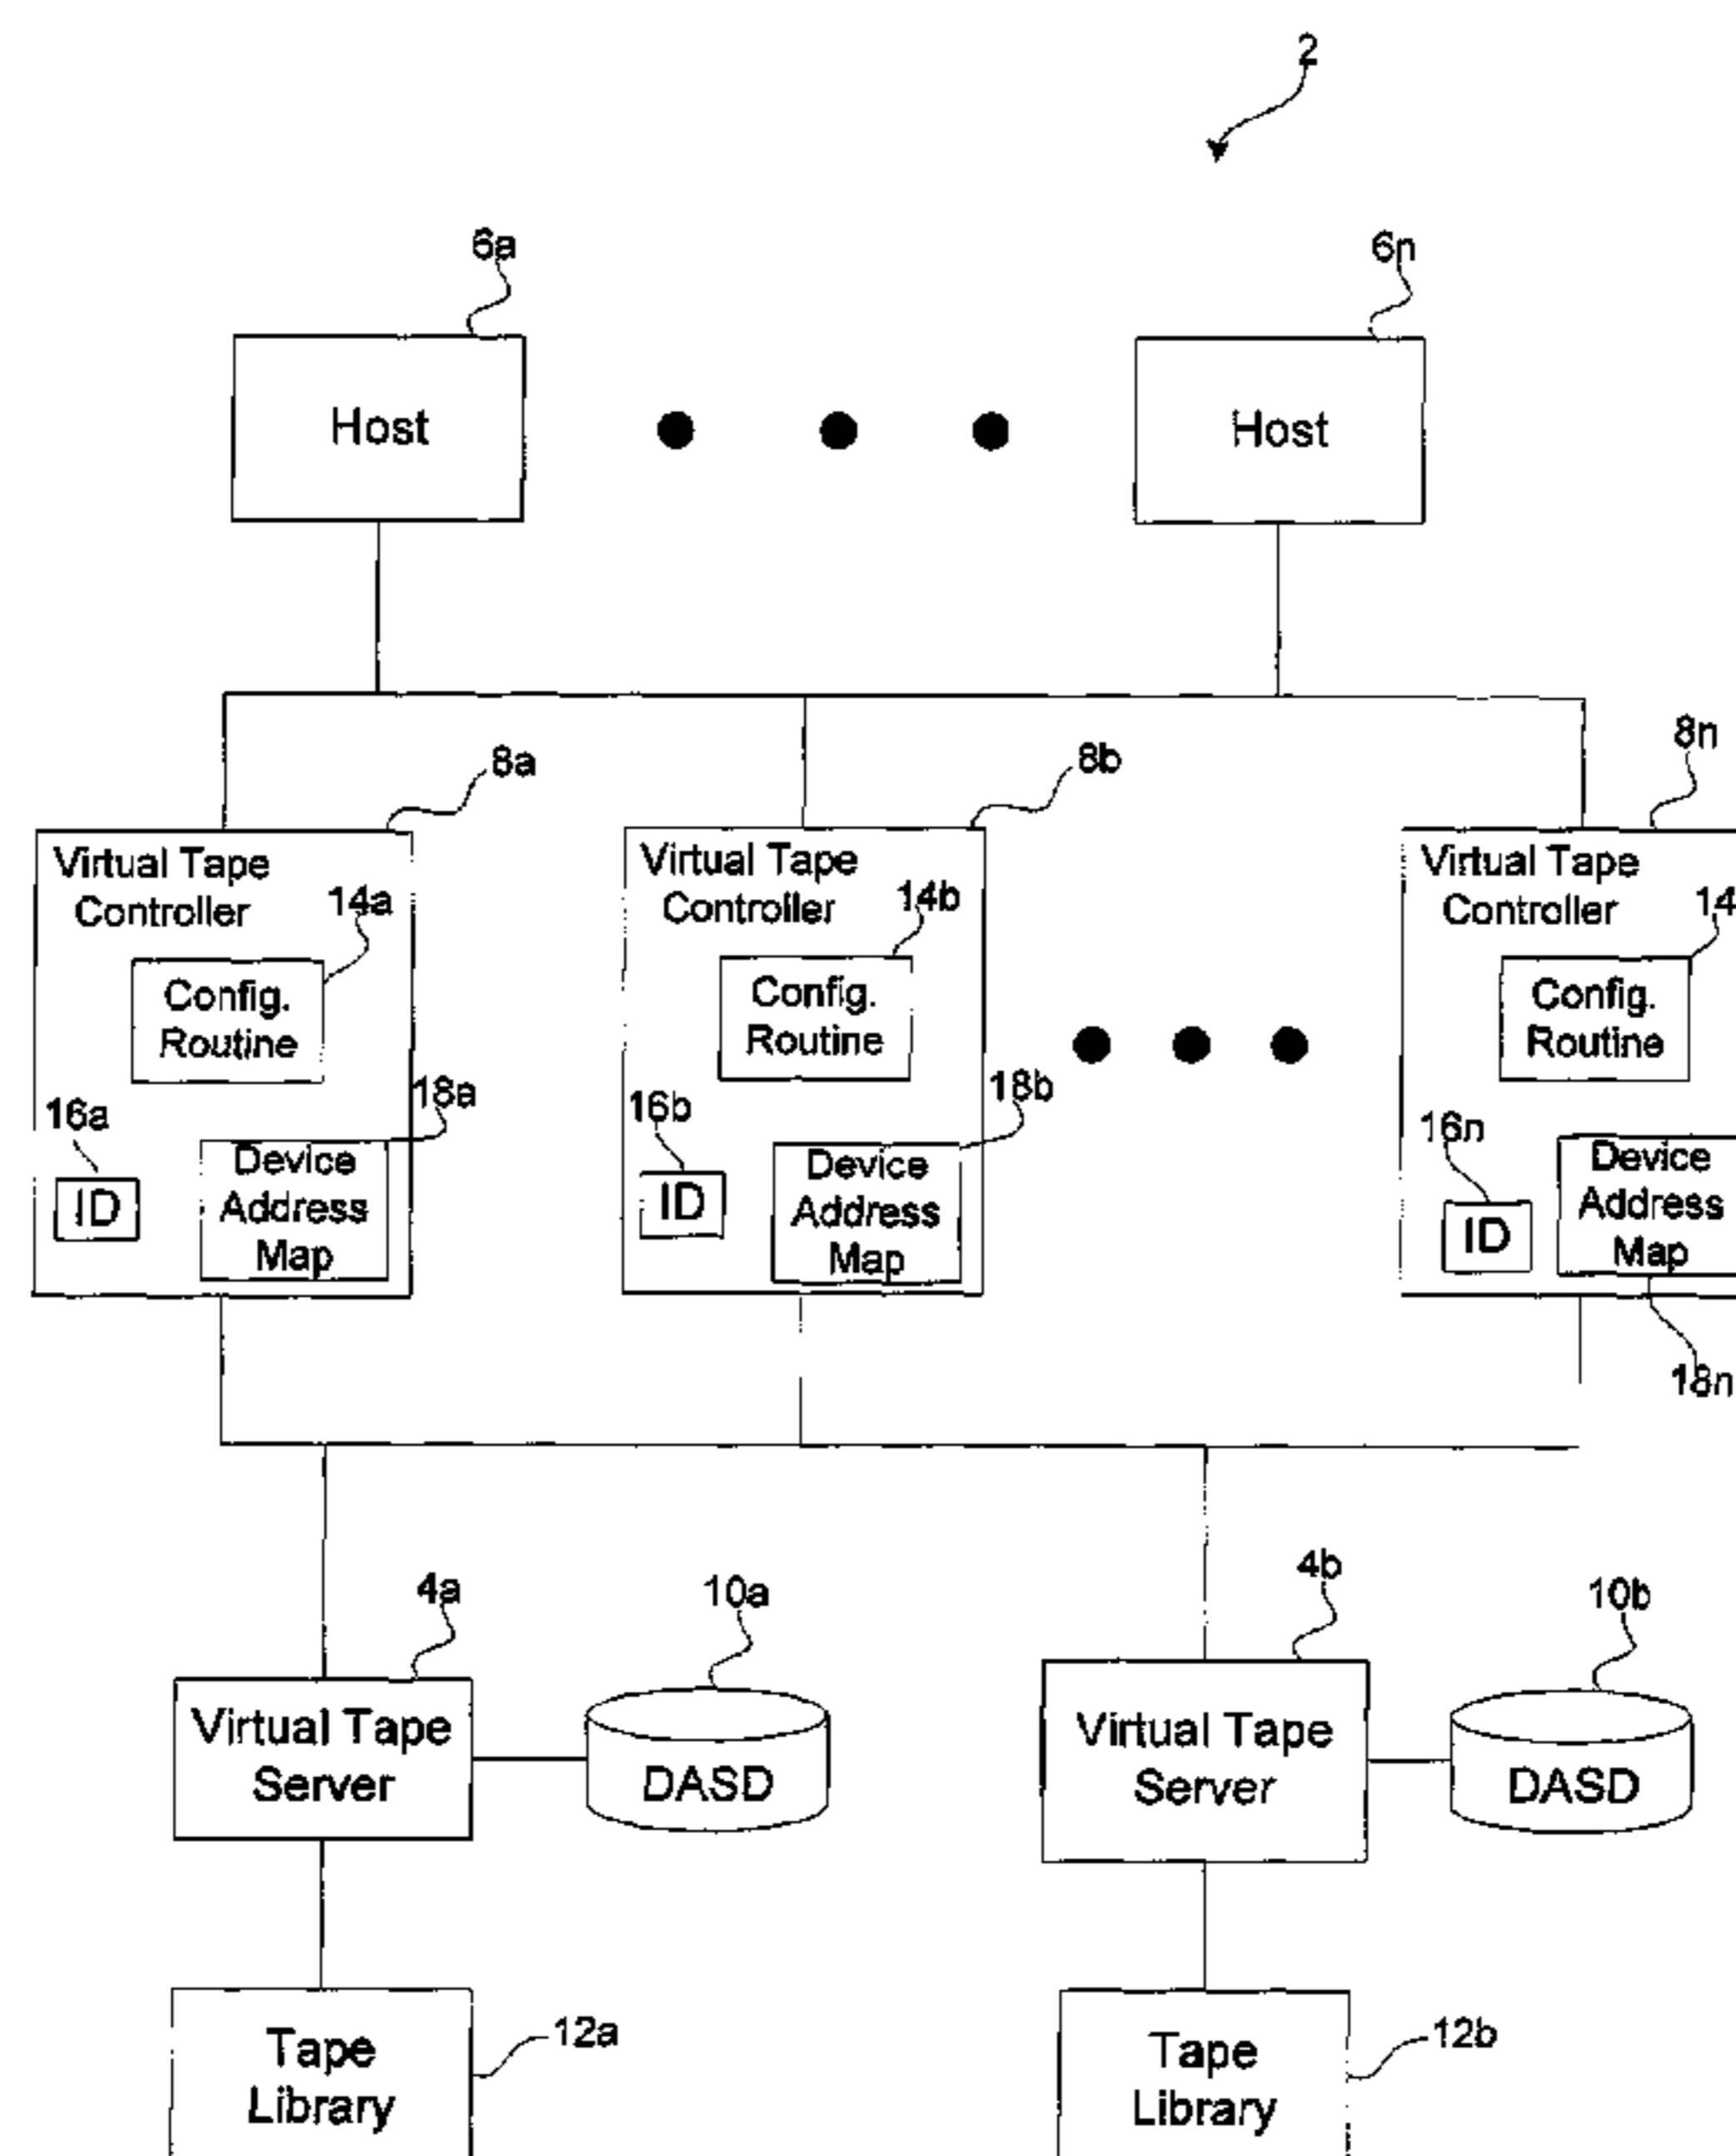 2
6a
6n
Host
Host
8a
8b
8n
Virtual Tape
Controller
14a
Config.
Routine
16a
ID
18a
Device
Address
Map
Virtual Tape
Controller
14b
Config.
Routine
16b
ID
18b
Device
Address
Map
Virtual Tape
Controller
14
Config.
Routine
16n
ID
Device
Address
Map
18n
4a
10a
4b
10b
Virtual Tape
Server
DASD
Virtual Tape
Server
DASD
Tape
Library
12a
Tape
Library
12b